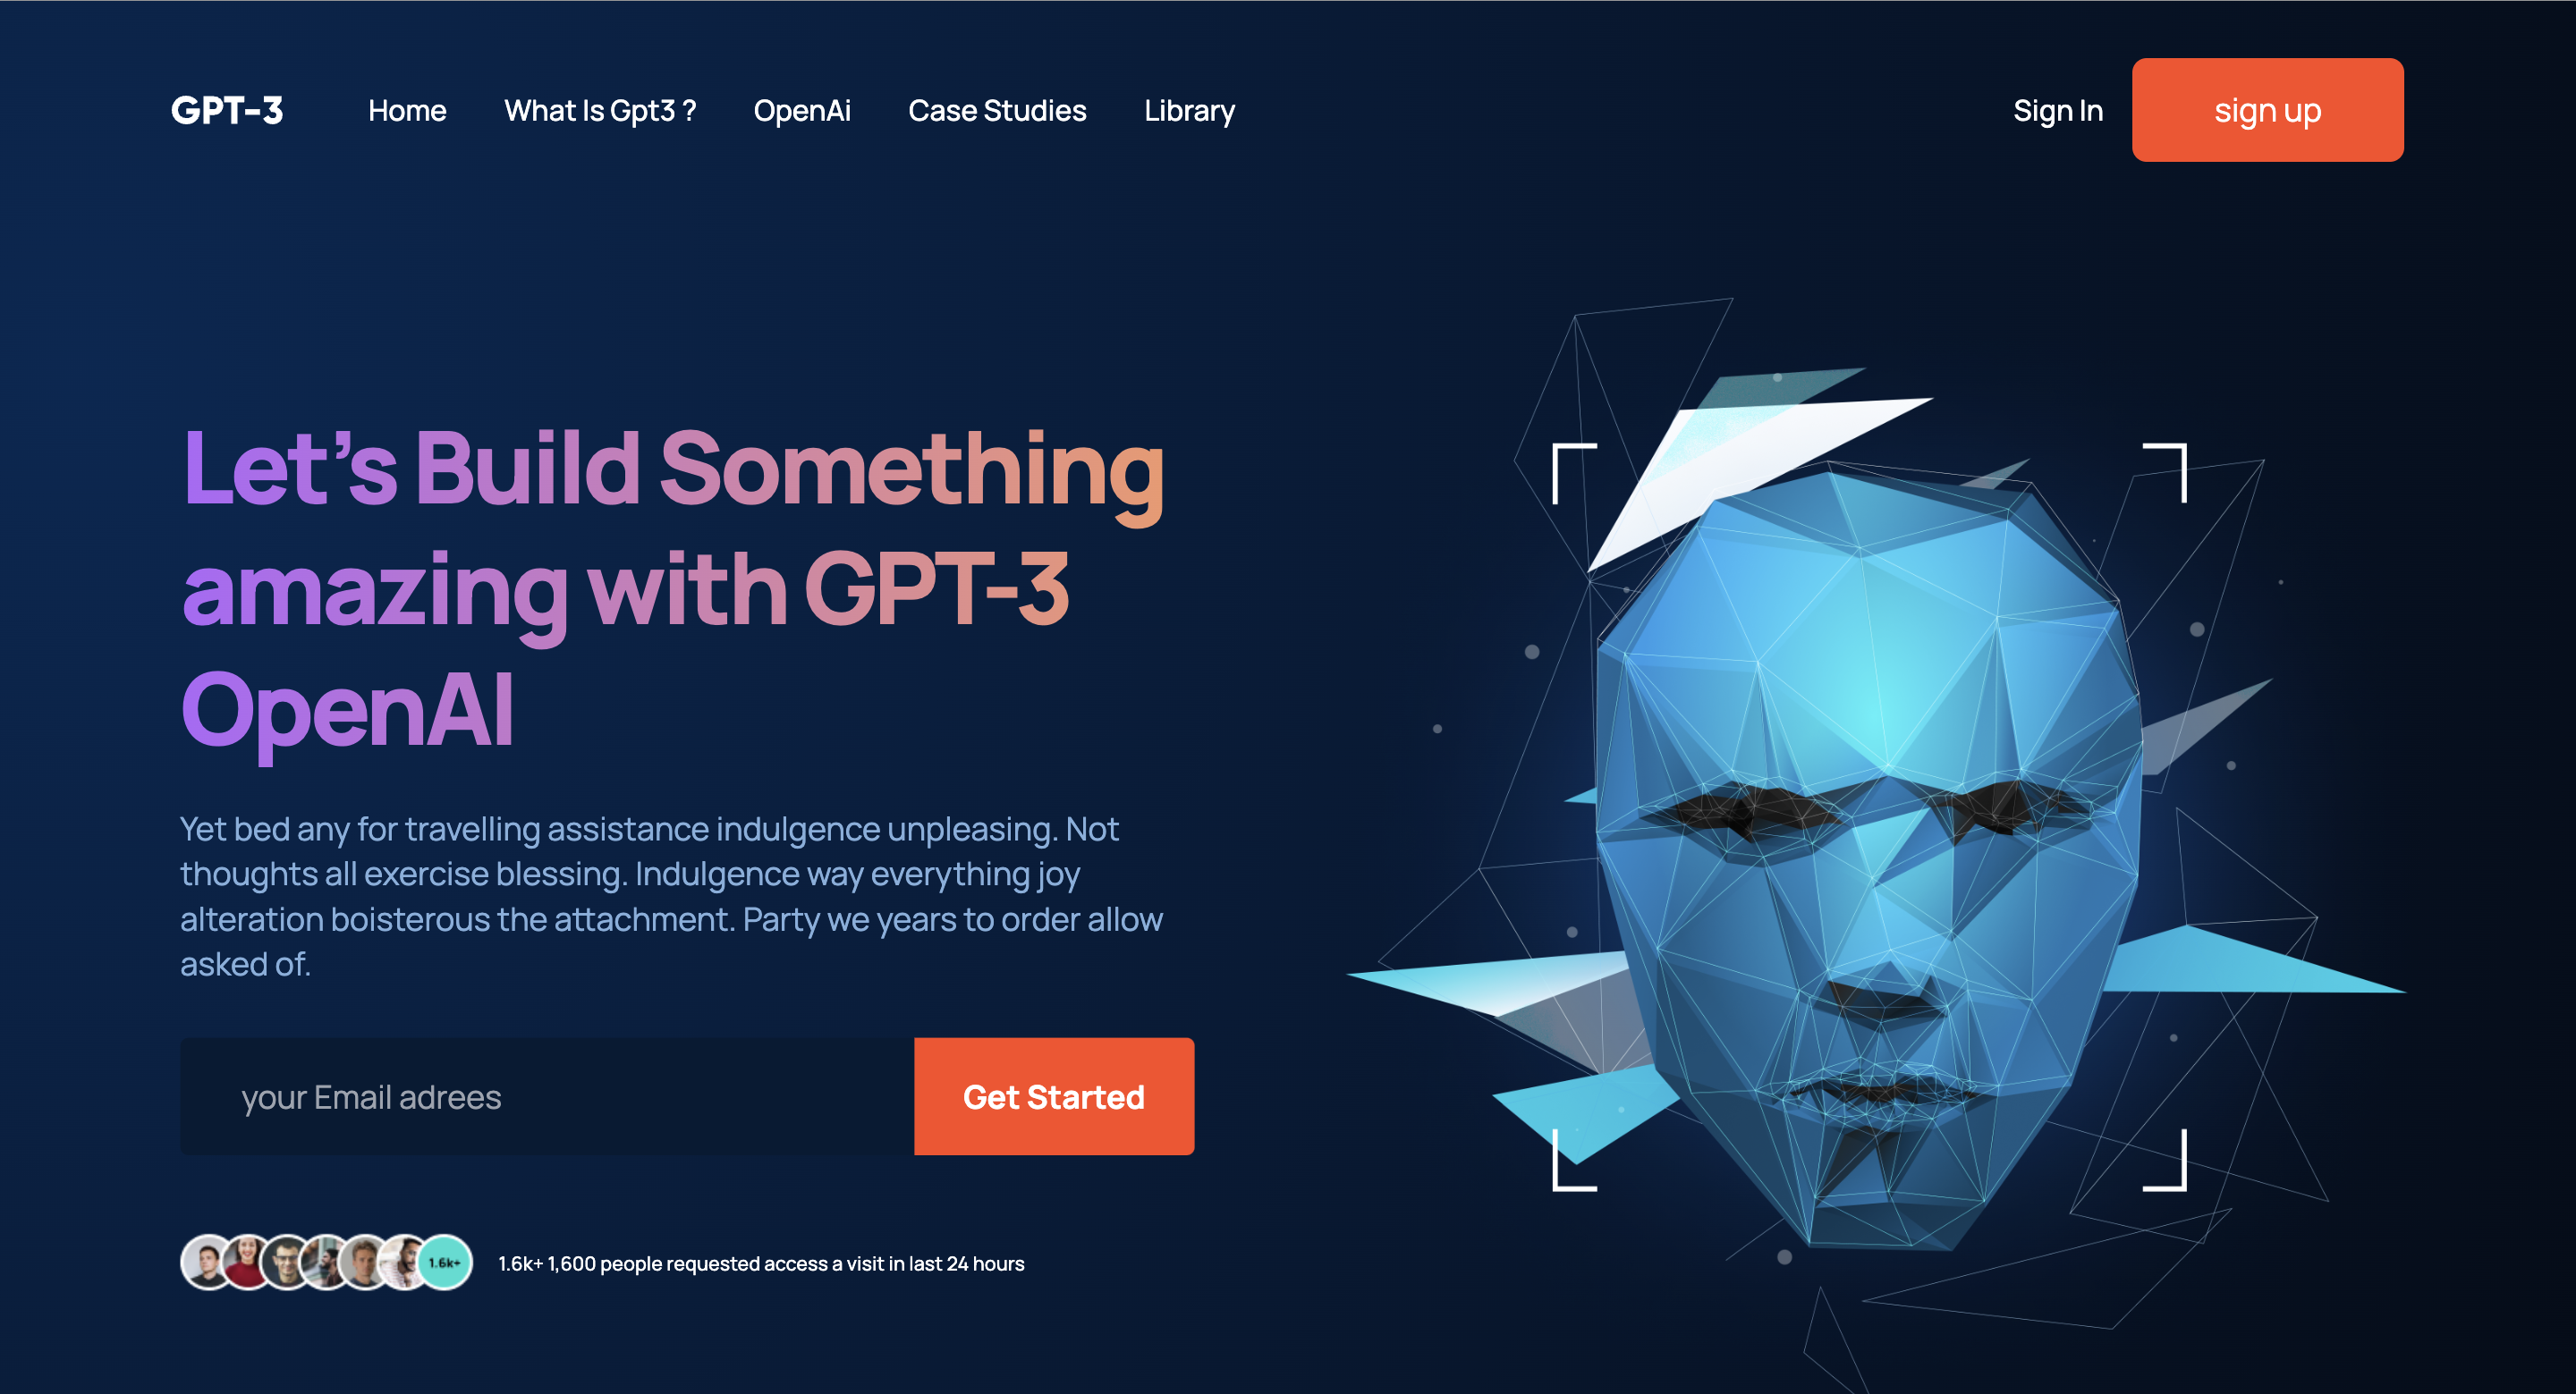 GPT-3
Home
What Is Gpt3 ?
OpenAi
Case Studies
Library
Sign In
sign up
Let’s Build Something
amazing with GPT-3
OpenAI
Yet bed any for travelling assistance indulgence unpleasing. Not
thoughts all exercise blessing. Indulgence way everything joy
alteration boisterous the attachment. Party we years to order allow
asked of.
your Email adrees
Get Started
1.6k+
1.6k+ 1,600 people requested access a visit in last 24 hours